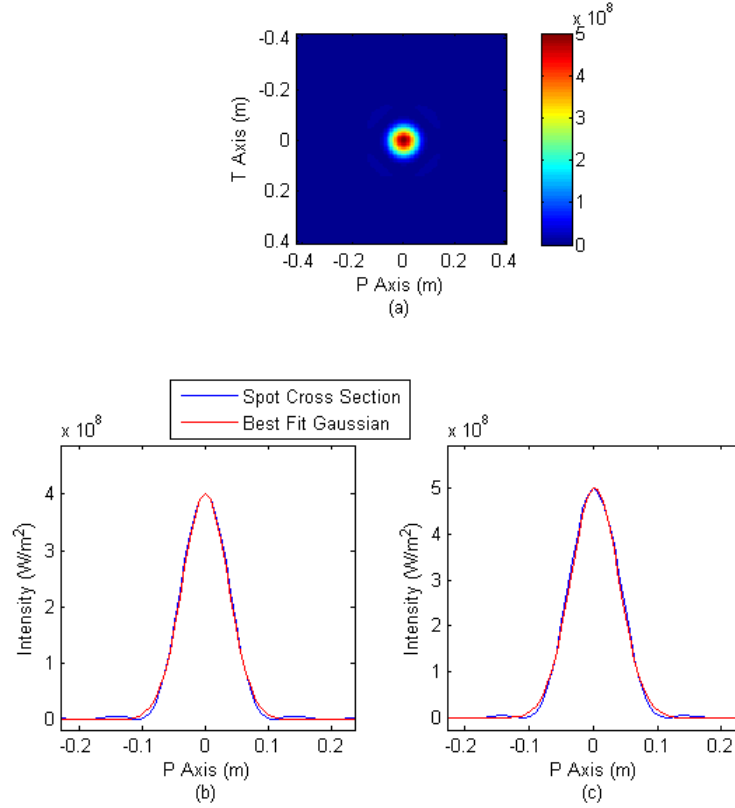 x 10^8
-0.4
-0.2
0
0.2
0.4
T Axis (m)
-0.4 -0.2 0 0.2 0.4
P Axis (m)
(a)
5
4
3
2
1
0
Spot Cross Section
Best Fit Gaussian
x 10^8
4
3
2
1
0
Intensity (W/m²)
-0.2 -0.1 0 0.1 0.2
P Axis (m)
(b)
x 10^8
5
4
3
2
1
0
Intensity (W/m²)
-0.2 -0.1 0 0.1 0.2
P Axis (m)
(c)